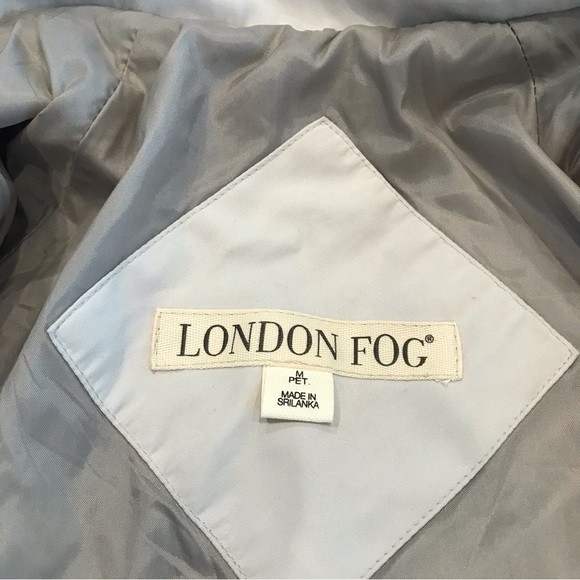 LONDON FOG®
M
PET.
MADE IN
SRILANKA